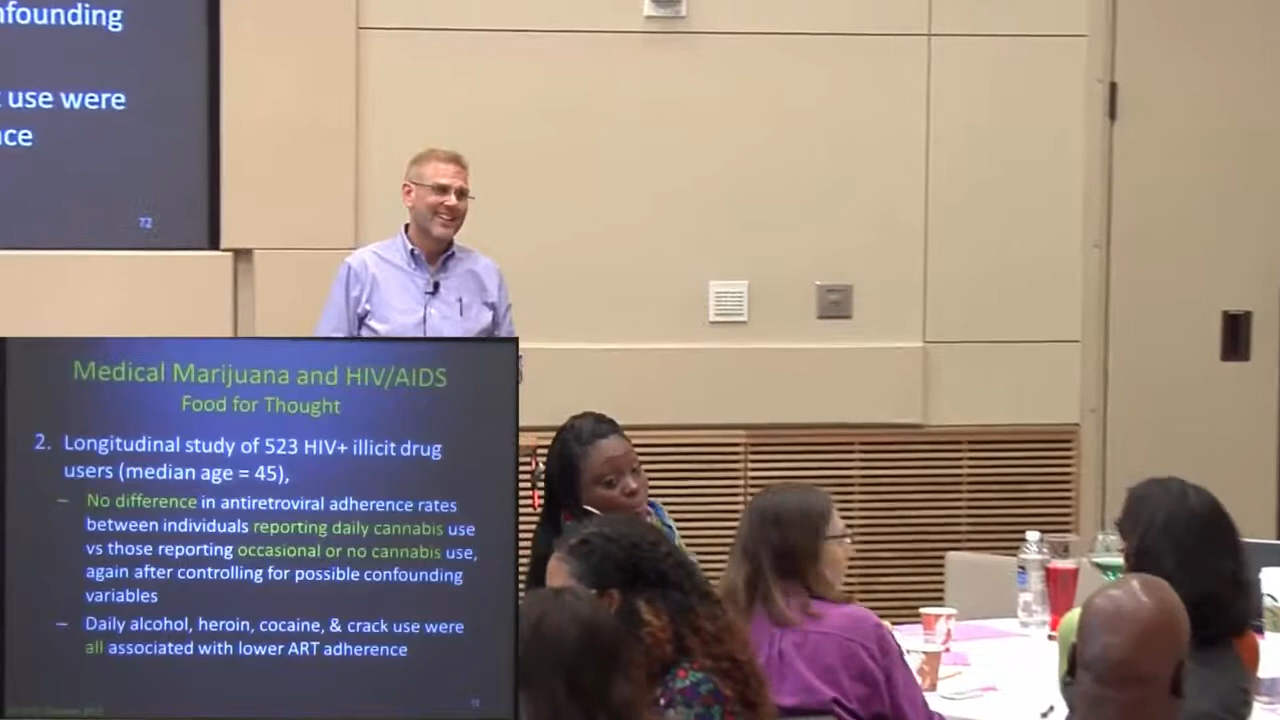 nfounding
use were
nce
72
Medical Marijuana and HIV/AIDS
Food for Thought
2. Longitudinal study of 523 HIV+ illicit drug
users (median age = 45),
– No difference in antiretroviral adherence rates
between individuals reporting daily cannabis use
vs those reporting occasional or no cannabis use,
again after controlling for possible confounding
variables
– Daily alcohol, heroin, cocaine, & crack use were
all associated with lower ART adherence